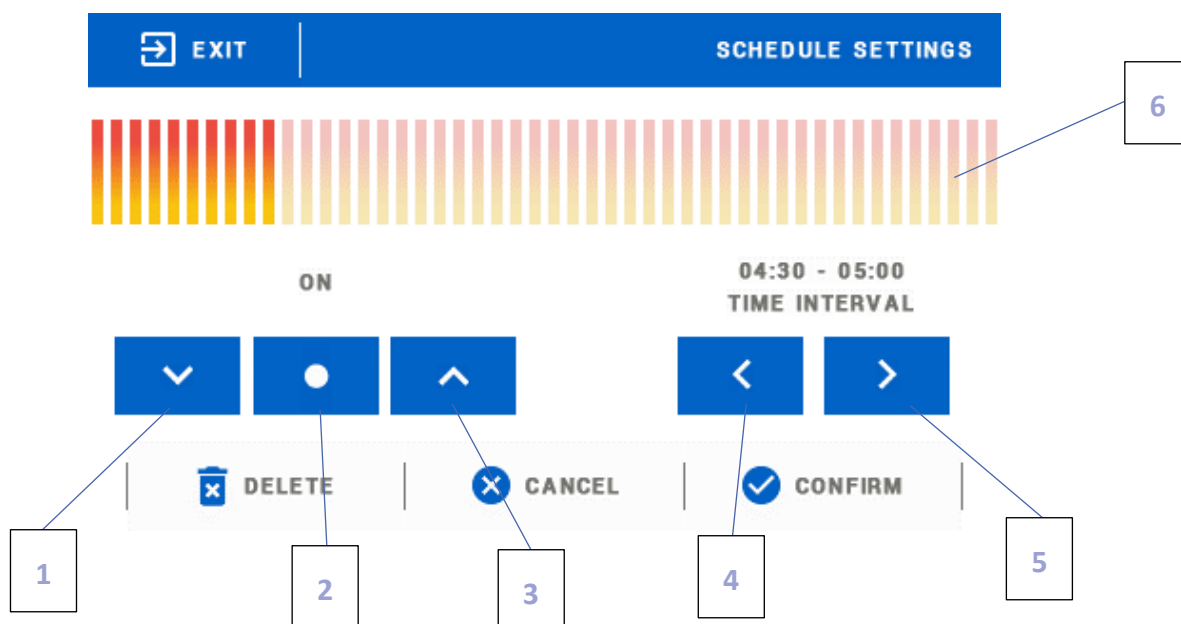 EXIT
SCHEDULE SETTINGS
6
ON
04:30 - 05:00
TIME INTERVAL
DELETE
CANCEL
CONFIRM
1
2
3
4
5